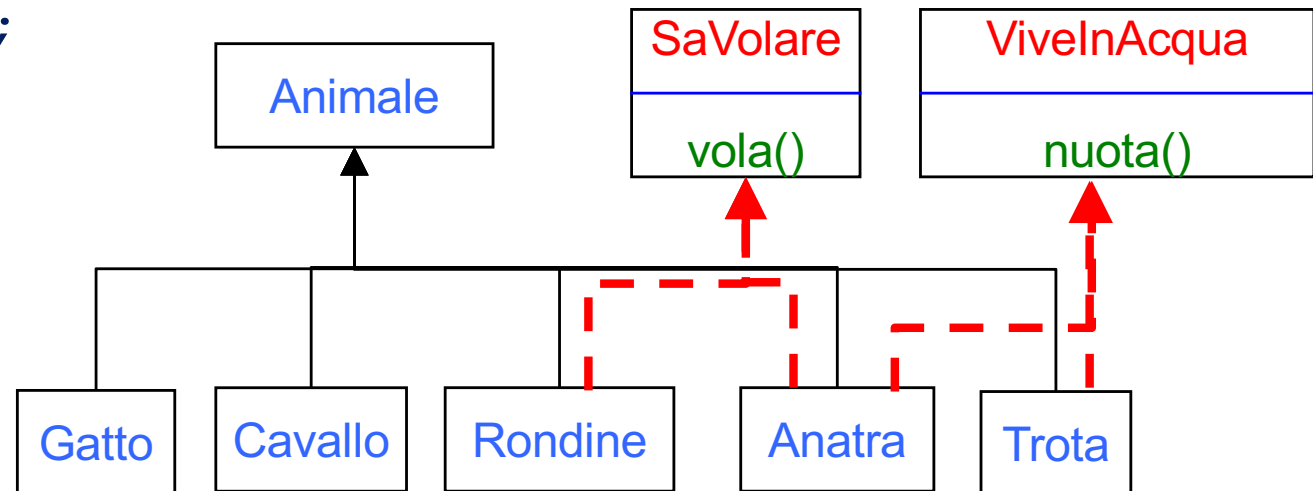 ;
SaVolare
ViveInAcqua
Animale
vola()
nuota()
Gatto
Cavallo
Rondine
Anatra
Trota